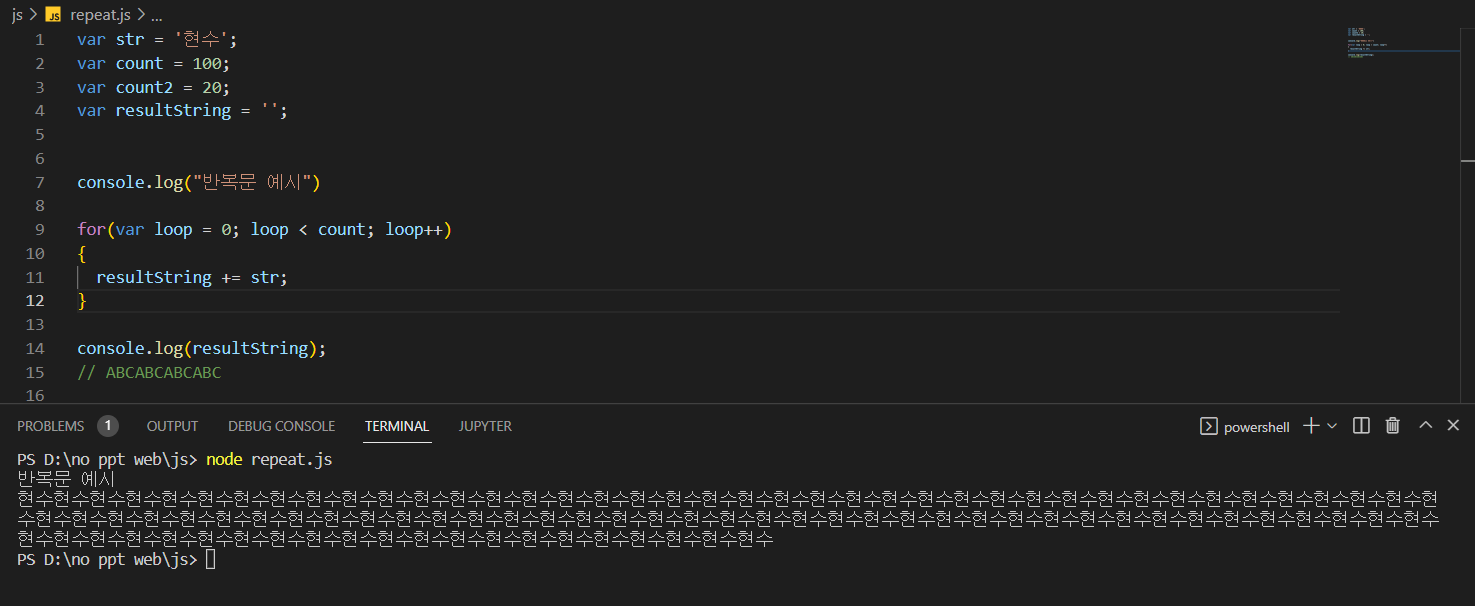 js > JS repeat.js > ...
1 var str = '현수';
2 var count = 100;
3 var count2 = 20;
4 var resultString = '';
5
6
7 console.log("반복문 예시")
8
9 for(var loop = 0; loop < count; loop++)
10 {
11 resultString += str;
12 }
13
14 console.log(resultString);
15 // ABCABCABCABC
16
PROBLEMS 1 OUTPUT DEBUG CONSOLE TERMINAL JUPYTER powershell
PS D:\no ppt web\js> node repeat.js
반복문 예시
현수현수현수현수현수현수현수현수현수현수현수현수현수현수현수현수현수현수현수현수현수현수현수현수현수현수현수현수현수현수현수현수현수현수현수현수현수현수현수현
수현수현수현수현수현수현수현수현수현수현수현수현수현수현수현수현수현수현수현수현수현수현수현수현수현수현수현수현수현수현수현수현수현수현수현수현수현수현수현수
현수현수현수현수현수현수현수현수현수현수현수현수현수현수현수현수현수현수현수현수현수
PS D:\no ppt web\js>